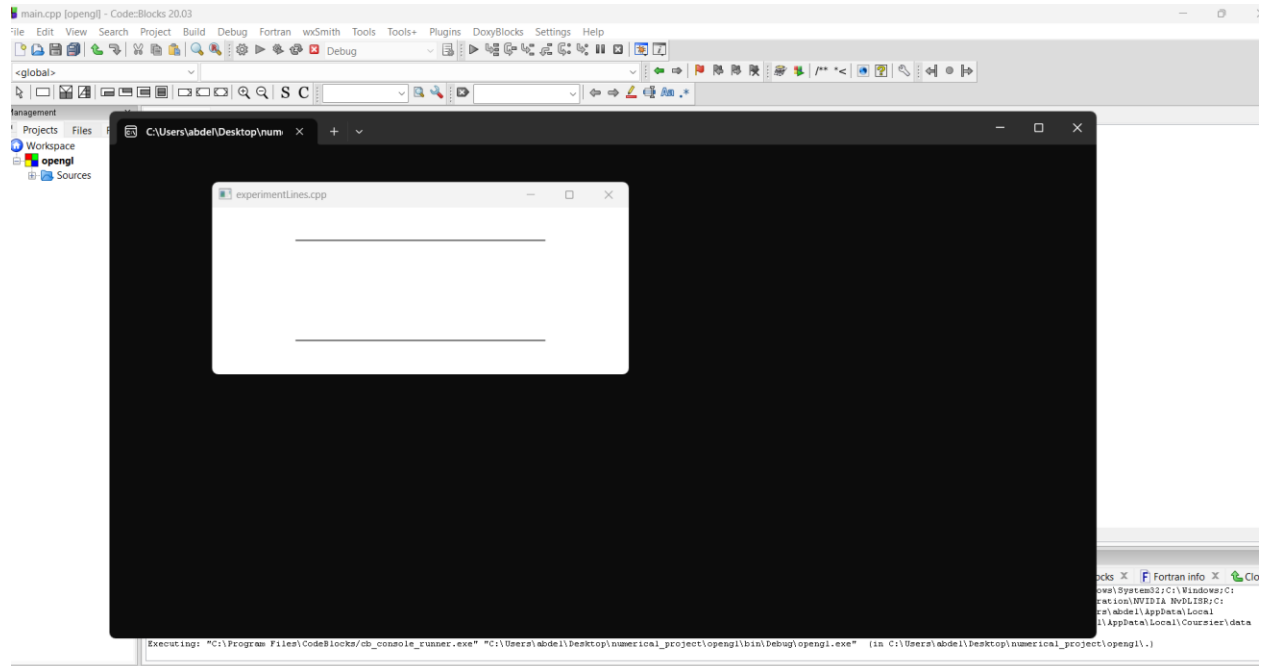 main.cpp [opengl] - Code::Blocks 20.03
File Edit View Search Project Build Debug Fortran wxSmith Tools Tools+ Plugins DoxyBlocks Settings Help
Debug
<global>
/** *<
S C
Aa .*
Management
Projects Files F
Workspace
opengl
Sources
C:\Users\abdel\Desktop\num
experimentLines.cpp
ocks Fortran info Clo
ows\System32;C:\Windows;C:
ration\NVIDIA NvDLISR;C:
rs\abdel\AppData\Local
l\AppData\Local\Coursier\data
Executing: "C:\Program Files\CodeBlocks/cb_console_runner.exe" "C:\Users\abdel\Desktop\numerical_project\opengl\bin\Debug\opengl.exe" (in C:\Users\abdel\Desktop\numerical_project\opengl\.)